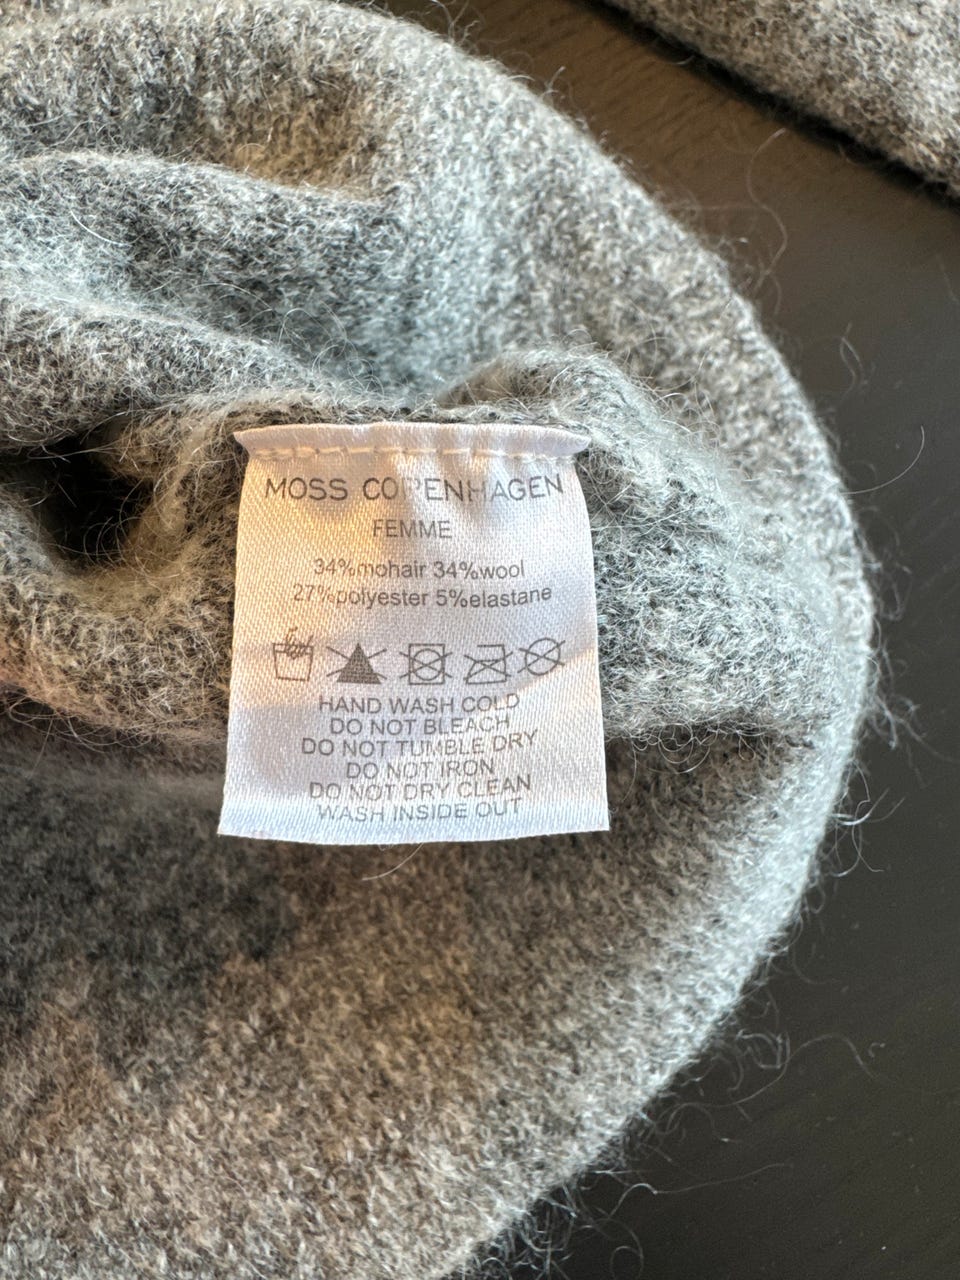 MOSS COPENHAGEN
FEMME
34%mohair 34%wool
27%polyester 5%elastane
HAND WASH COLD
DO NOT BLEACH
DO NOT TUMBLE DRY
DO NOT IRON
DO NOT DRY CLEAN
WASH INSIDE OUT